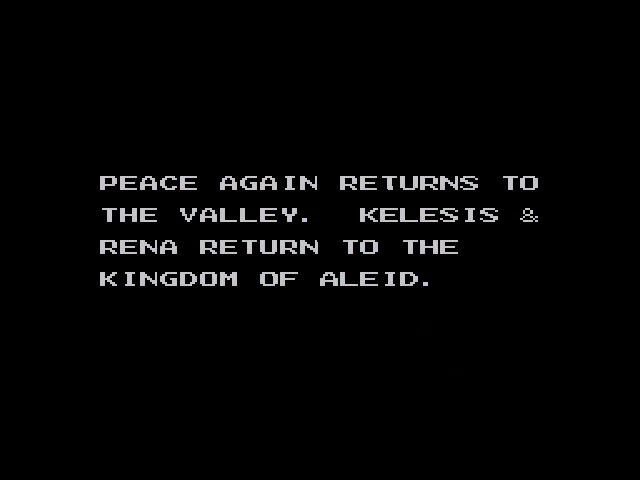 PEACE AGAIN RETURNS TO
THE VALLEY.  KELESIS &
RENA RETURN TO THE
KINGDOM OF ALEID.